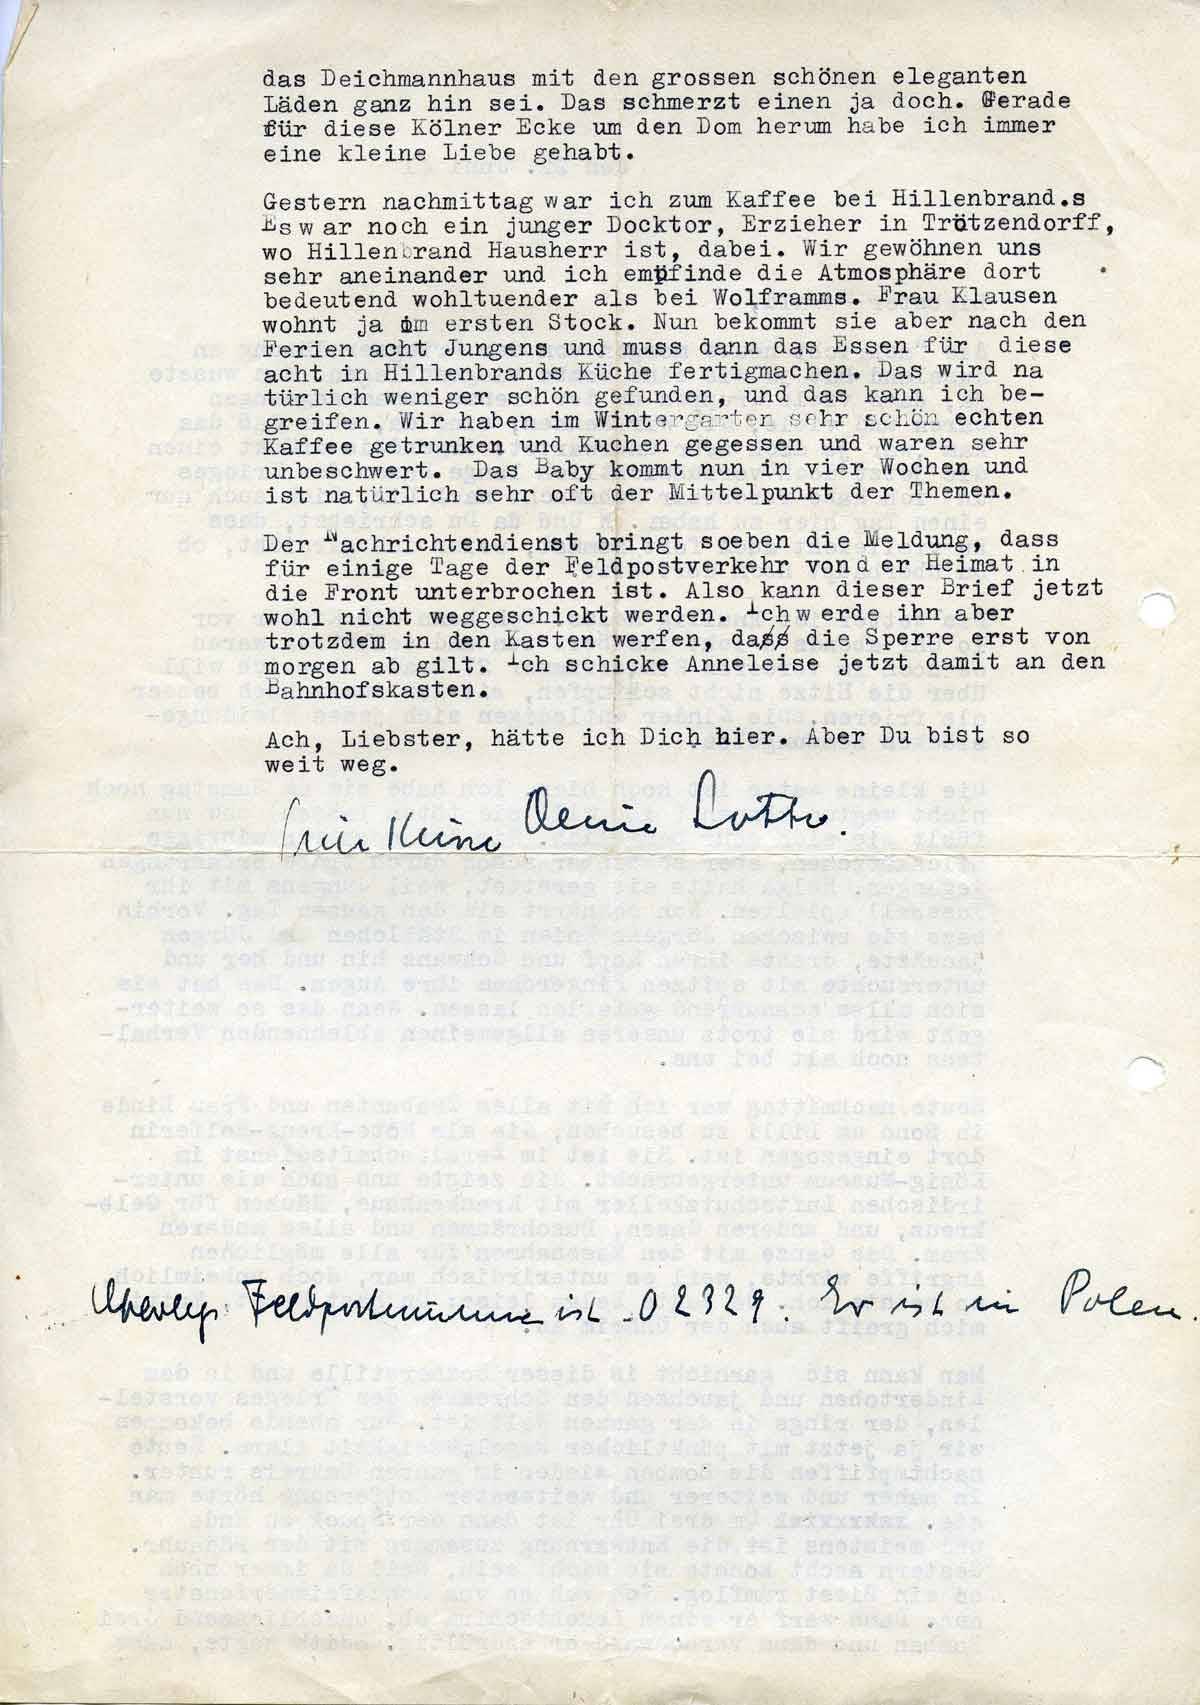 das Deichmannhaus mit den grossen schönen eleganten
Läden ganz hin sei. Das schmerzt einen ja doch. Gerade
für diese Kölner Ecke um den Dom herum habe ich immer
eine kleine Liebe gehabt.
Gestern nachmittag war ich zum Kaffee bei Hillenbrand.s
Es war noch ein junger Docktor, Erzieher in Trotzendorff,
wo Hillenbrand Hausherr ist, dabei. Wir gewöhnen uns
sehr aneinander und ich empfinde die Atmosphäre dort
bedeutend wohltuender als bei Wolframms. Frau Klausen
wohnt ja im ersten Stock. Nun bekommt sie aber nach den
Ferien acht Jungens und muss dann das Essen für diese
acht in Hillenbrands Küche fertigmachen. Das wird na
türlich weniger schön gefunden, und das kann ich be-
greifen. Wir haben im Wintergarten sehr schön echten
Kaffee getrunken und Kuchen gegessen und waren sehr
unbeschwert. Das Baby kommt nun in vier Wochen und
ist natürlich sehr oft der Mittelpunkt der Themen.
Der Nachrichtendienst bringt soeben die Meldung, dass
für einige Tage der Feldpostverkehr vond er Heimat in
die Front unterbrochen ist. Also kann dieser Brief jetzt
wohl nicht weggeschickt werden. Ichw erde ihn aber
trotzdem in den Kasten werfen, da die Sperre erst von
morgen ab gilt. Ich schicke Anneleise jetzt damit an den
Bahnhofskasten.
Ach, Liebster, hätte ich Dich hier. Aber Du bist so
weit weg.
Deine Lotte.
Feldpostnummer ist 02329. Er ist in Polen.